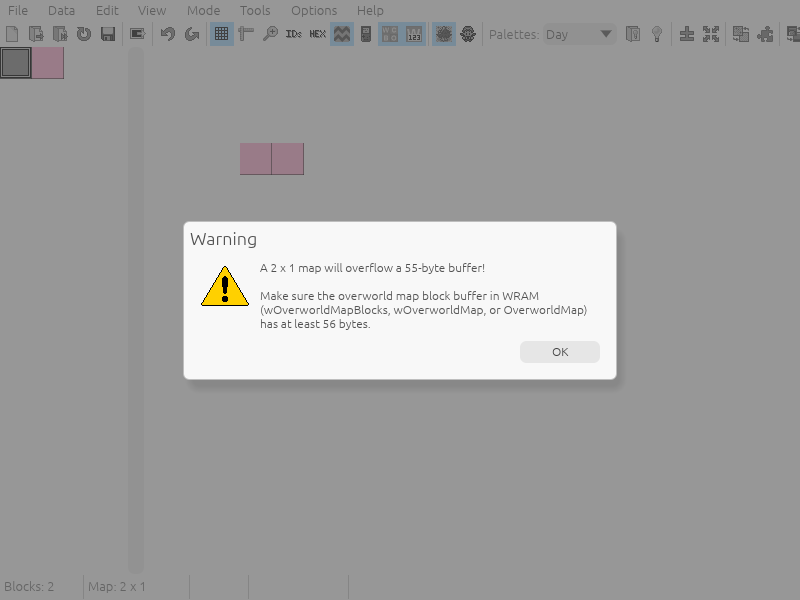 File Data Edit View Mode Tools Options Help
IDs HEX 123 Palettes: Day
Warning
A 2 x 1 map will overflow a 55-byte buffer!
Make sure the overworld map block buffer in WRAM
(wOverworldMapBlocks, wOverworldMap, or OverworldMap)
has at least 56 bytes.
OK
Blocks: 2 Map: 2 x 1